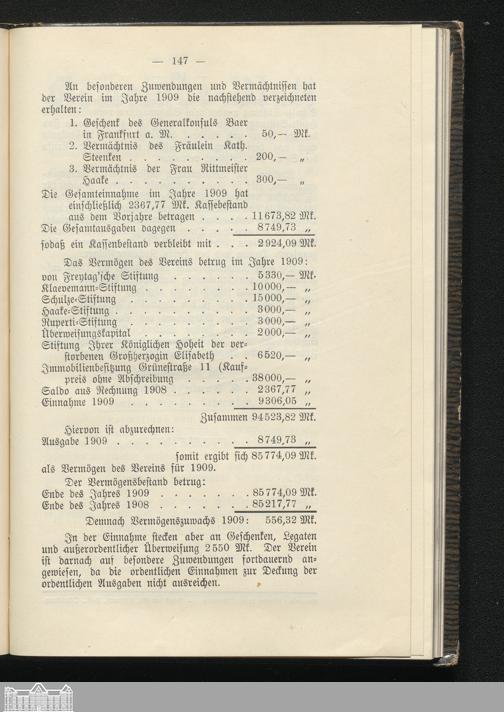 — 147 —
An besonderen Zuwendungen und Vermächtnissen hat
der Verein im Jahre 1909 die nachstehend verzeichneten
erhalten:
1. Geschenk des Generalkonsuls Baer
in Frankfurt a. M. . . . . . 50,— Mk.
2. Vermächtnis des Fräulein Kath.
Steenken . . . . . . . . . 200,— „
3. Vermächtnis der Frau Rittmeister
Haake . . . . . . . . . . 300,— „
Die Gesamteinnahme im Jahre 1909 hat
einschließlich 2367,77 Mk. Kassebestand
aus dem Vorjahre betragen . . . . 11673,82 Mk.
Die Gesamtausgaben dagegen . . . . . 8749,73 „
sodaß ein Kassenbestand verbleibt mit . . . 2924,09 Mk.
Das Vermögen des Vereins betrug im Jahre 1909:
von Freytag'sche Stiftung . . . . . . 5330,— Mk.
Klaevemann-Stiftung . . . . . . . 10000,— „
Schulze-Stiftung . . . . . . . . 15000,— „
Haake-Stiftung . . . . . . . . . 3000,— „
Ruperti-Stiftung . . . . . . . . 3000,— „
Überweisungskapital . . . . . . . 2000,— „
Stiftung Ihrer Königlichen Hoheit der ver-
storbenen Großherzogin Elisabeth . . 6520,— „
Immobilienbesitzung Grünestraße 11 (Kauf-
preis ohne Abschreibung . . . . . 38000,— „
Saldo aus Rechnung 1908 . . . . . . 2367,77 „
Einnahme 1909 . . . . . . . . . 9306,05 „
Zusammen 94523,82 Mk.
Hiervon ist abzurechnen:
Ausgabe 1909 . . . . . . . . . . 8749,73 „
somit ergibt sich 85774,09 Mk.
als Vermögen des Vereins für 1909.
Der Vermögensbestand betrug:
Ende des Jahres 1909 . . . . . . . 85774,09 Mk.
Ende des Jahres 1908 . . . . . . . 85217,77 „
Demnach Vermögenszuwachs 1909: 556,32 Mk.
In der Einnahme stecken aber an Geschenken, Legaten
und außerordentlicher Überweisung 2550 Mk. Der Verein
ist darnach auf besondere Zuwendungen fortdauernd an-
gewiesen, da die ordentlichen Einnahmen zur Deckung der
ordentlichen Ausgaben nicht ausreichen.